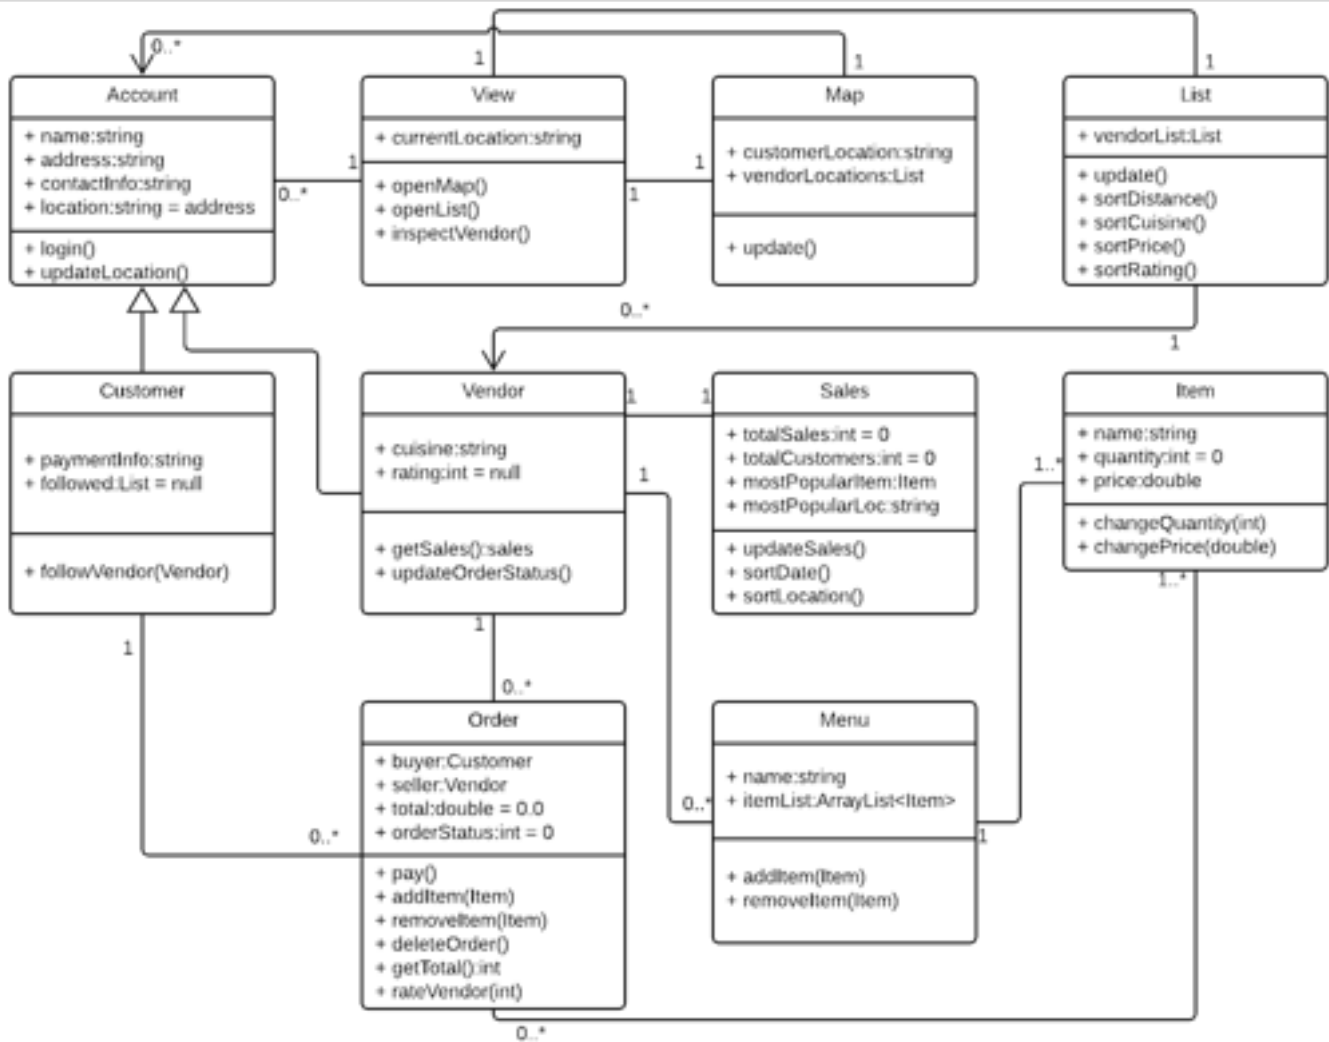 0..*
1
1
1
Account
+ name:string
+ address:string
+ contactInfo:string
+ location:string = address
+ login()
+ updateLocation()
0..*
1
View
+ currentLocation:string
+ openMap()
+ openList()
+ inspectVendor()
1
1
Map
+ customerLocation:string
+ vendorLocations:List
+ update()
List
+ vendorList:List
+ update()
+ sortDistance()
+ sortCuisine()
+ sortPrice()
+ sortRating()
0..*
1
Customer
+ paymentInfo:string
+ followed:List = null
+ followVendor(Vendor)
Vendor
+ cuisine:string
+ rating:int = null
+ getSales():sales
+ updateOrderStatus()
1
1
1
Sales
+ totalSales:int = 0
+ totalCustomers:int = 0
+ mostPopularItem:Item
+ mostPopularLoc:string
+ updateSales()
+ sortDate()
+ sortLocation()
1..*
Item
+ name:string
+ quantity:int = 0
+ price:double
+ changeQuantity(int)
+ changePrice(double)
1..*
1
1
0..*
0..*
Order
+ buyer:Customer
+ seller:Vendor
+ total:double = 0.0
+ orderStatus:int = 0
+ pay()
+ addItem(Item)
+ removeItem(Item)
+ deleteOrder()
+ getTotal():int
+ rateVendor(int)
0..*
0..*
Menu
+ name:string
+ itemList:ArrayList<Item>
+ addItem(Item)
+ removeItem(Item)
1